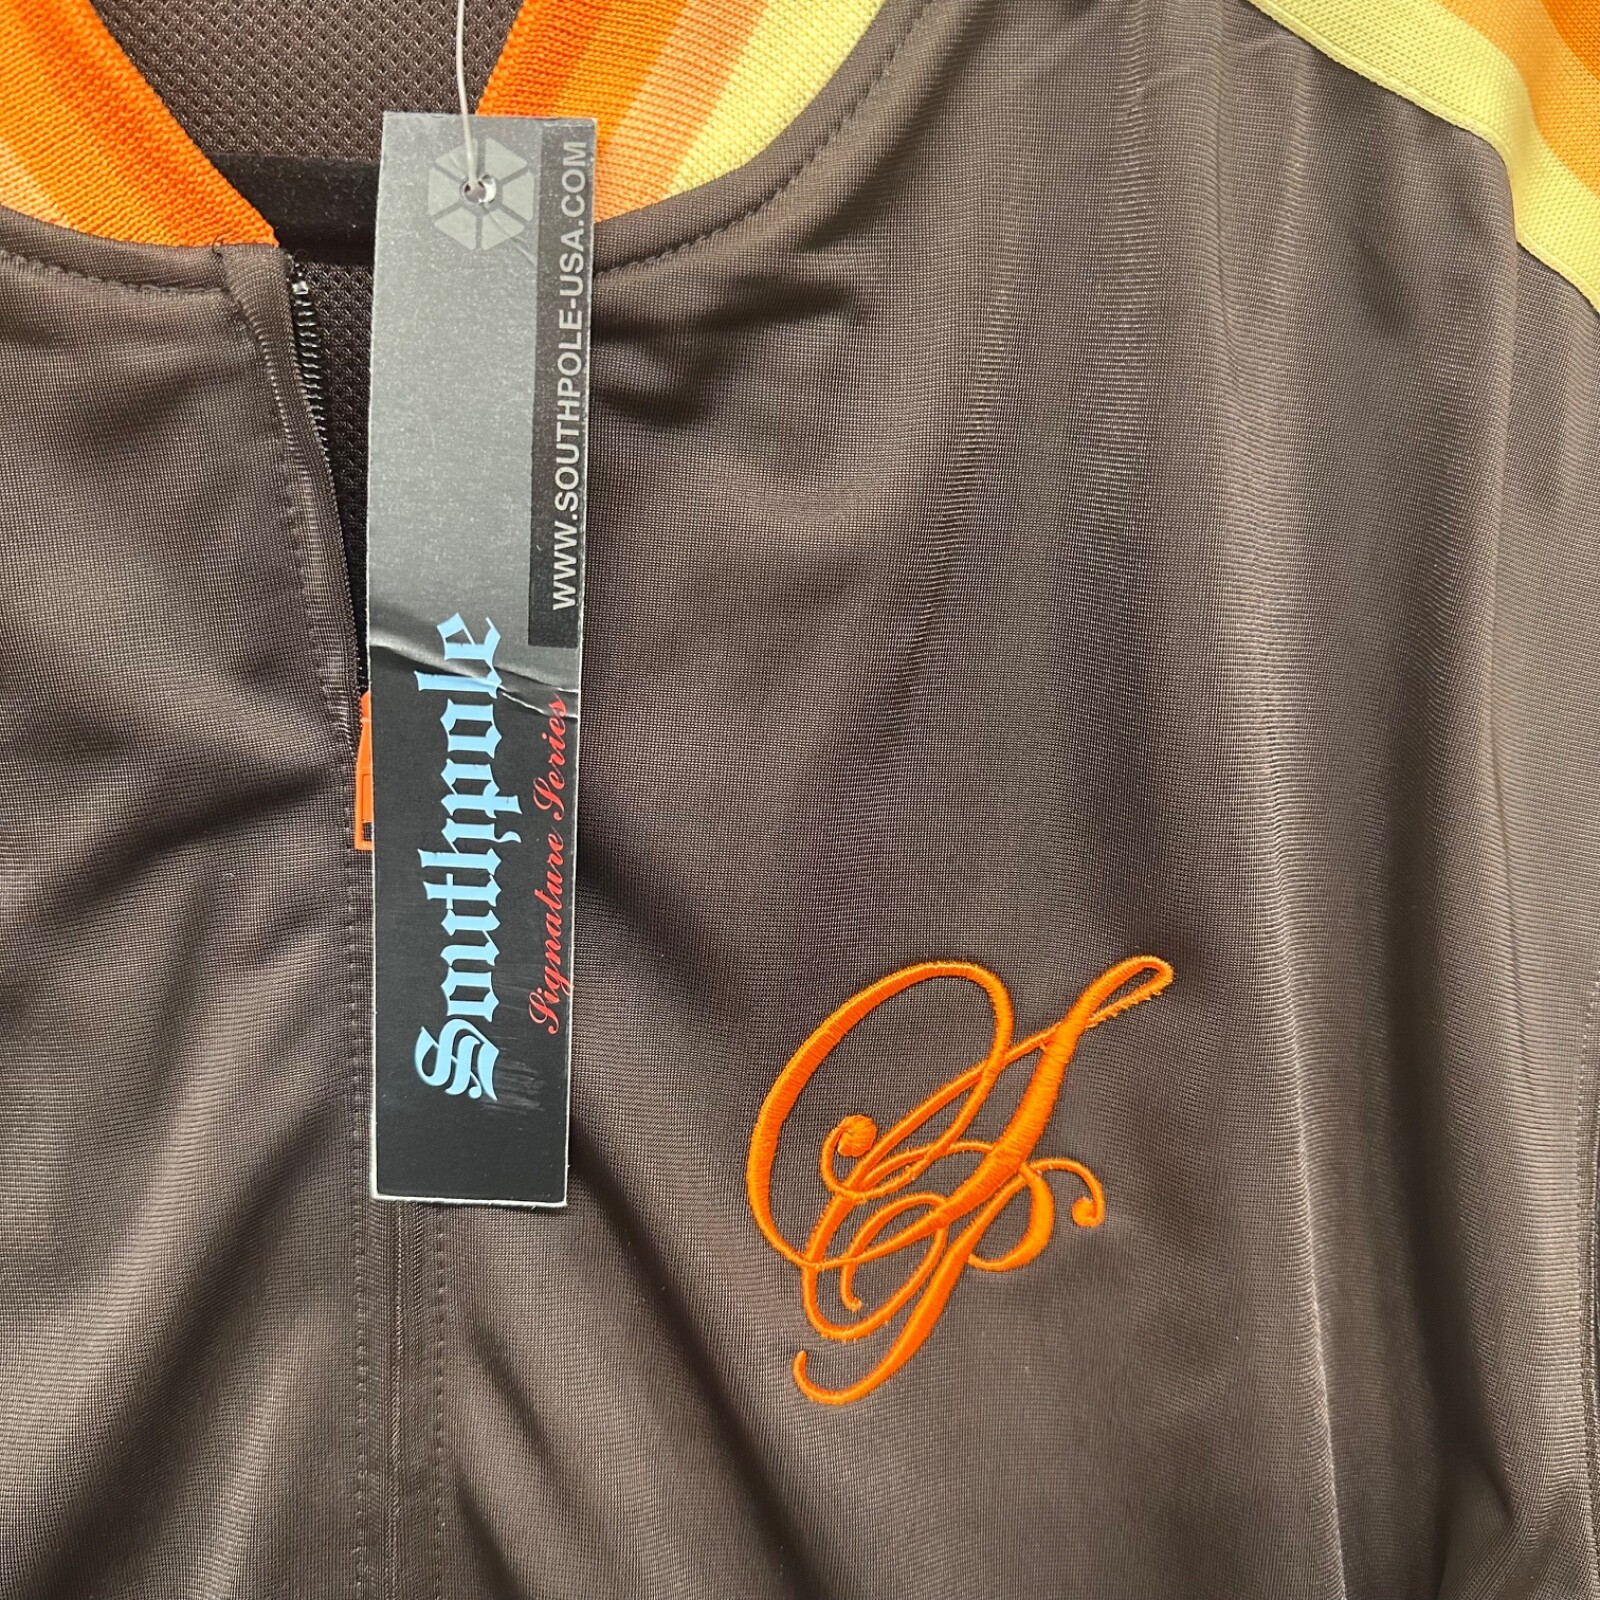 WWW.SOUTHPOLE-USA.COM
Southpole
Signature Series
SP